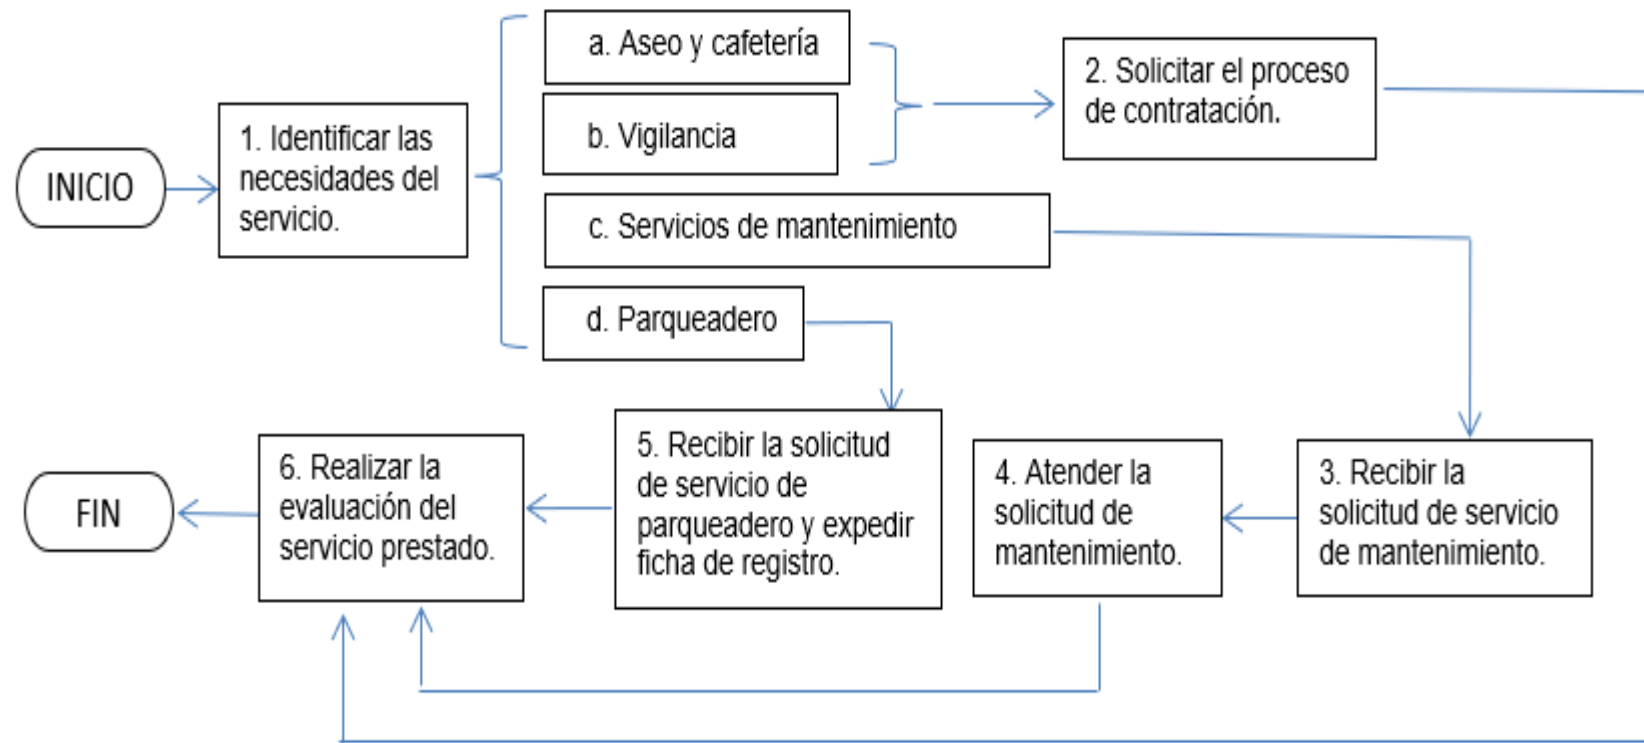 INICIO
1. Identificar las
necesidades del
servicio.
a. Aseo y cafetería
b. Vigilancia
c. Servicios de mantenimiento
d. Parqueadero
2. Solicitar el proceso
de contratación.
3. Recibir la
solicitud de servicio
de mantenimiento.
4. Atender la
solicitud de
mantenimiento.
5. Recibir la solicitud
de servicio de
parqueadero y expedir
ficha de registro.
6. Realizar la
evaluación del
servicio prestado.
FIN